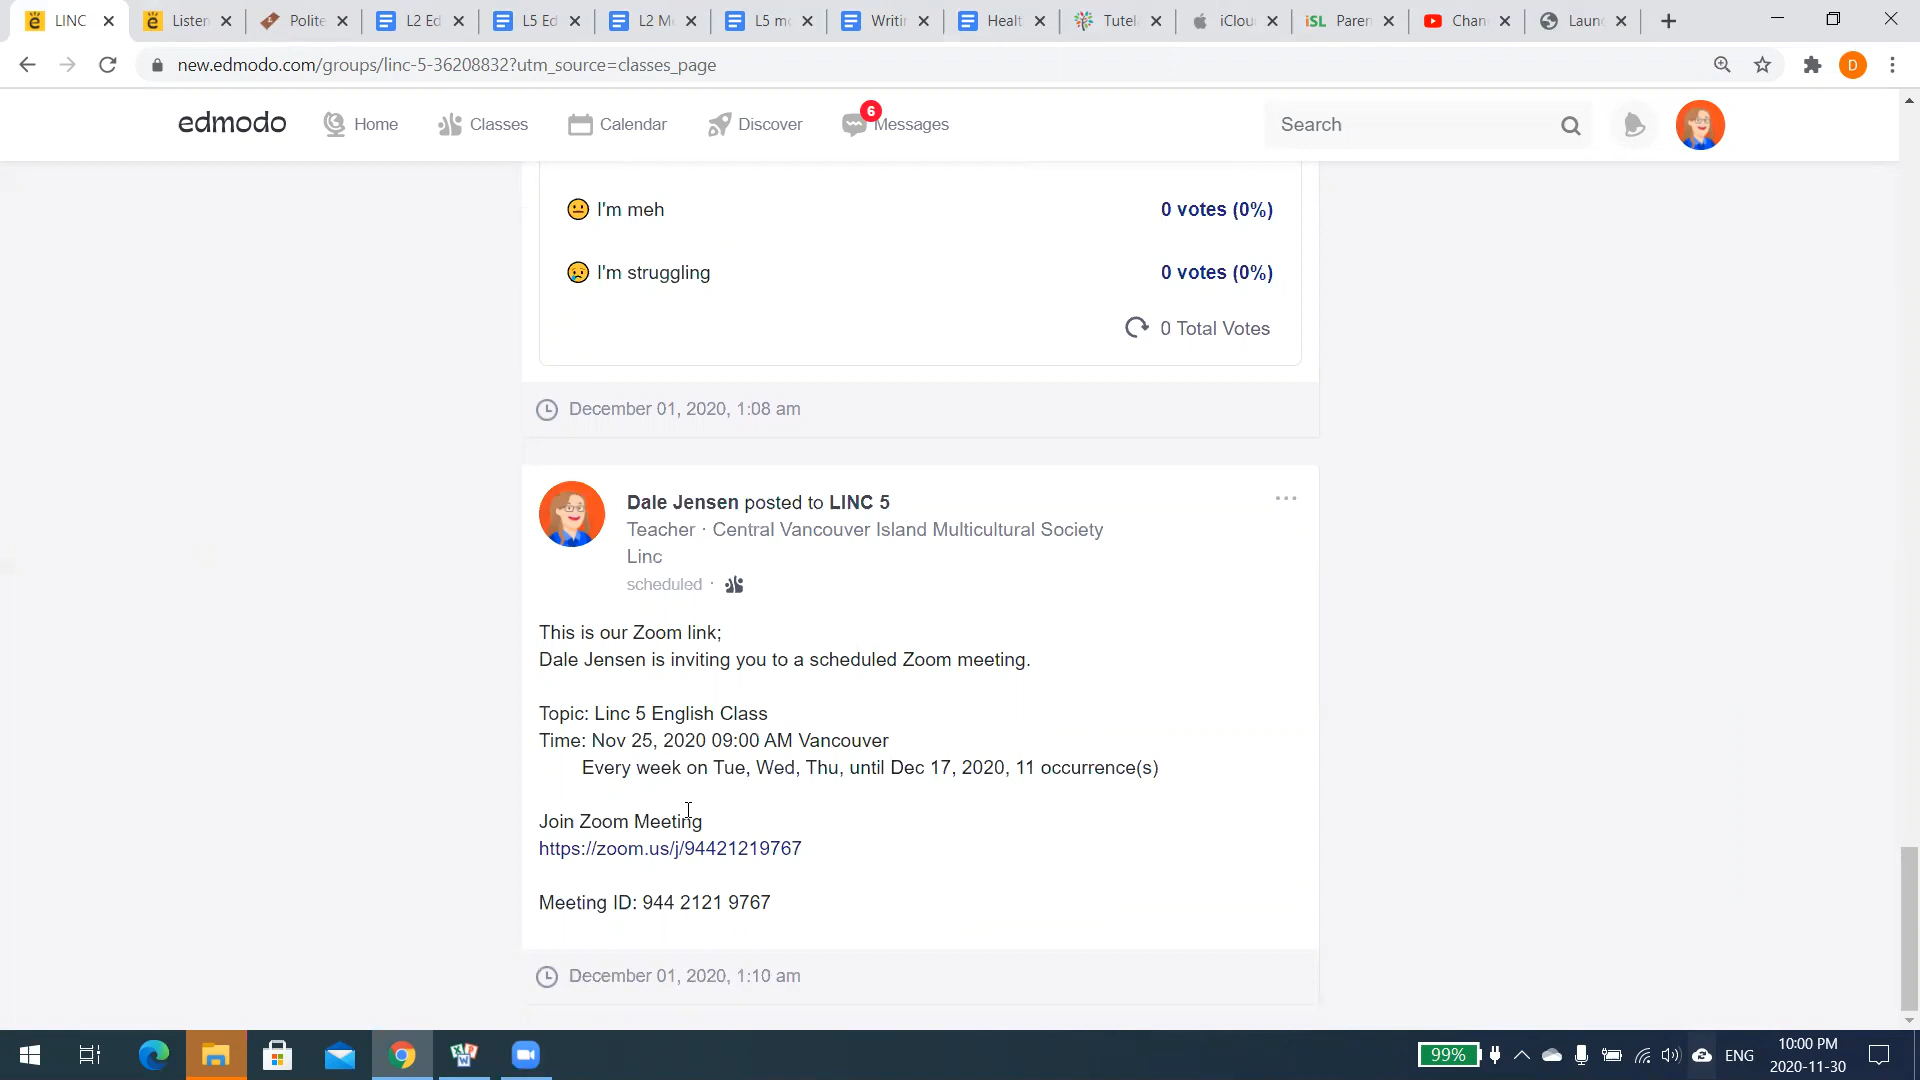 LINC
Listen
Polite
L2 Ed
L5 Ed
L2 M
L5 m
Writi
Healt
Tutel
iCloud
iSL Paren
Chan
Laun
new.edmodo.com/groups/linc-5-36208832?utm_source=classes_page
D
edmodo
Home
Classes
Calendar
Discover
6
Messages
Search
I'm meh 0 votes (0%)
I'm struggling 0 votes (0%)
0 Total Votes
December 01, 2020, 1:08 am
Dale Jensen posted to LINC 5
Teacher · Central Vancouver Island Multicultural Society
Linc
scheduled ·
This is our Zoom link;
Dale Jensen is inviting you to a scheduled Zoom meeting.
Topic: Linc 5 English Class
Time: Nov 25, 2020 09:00 AM Vancouver
Every week on Tue, Wed, Thu, until Dec 17, 2020, 11 occurrence(s)
Join Zoom Meeting
https://zoom.us/j/94421219767
Meeting ID: 944 2121 9767
December 01, 2020, 1:10 am
99%
ENG
10:00 PM
2020-11-30